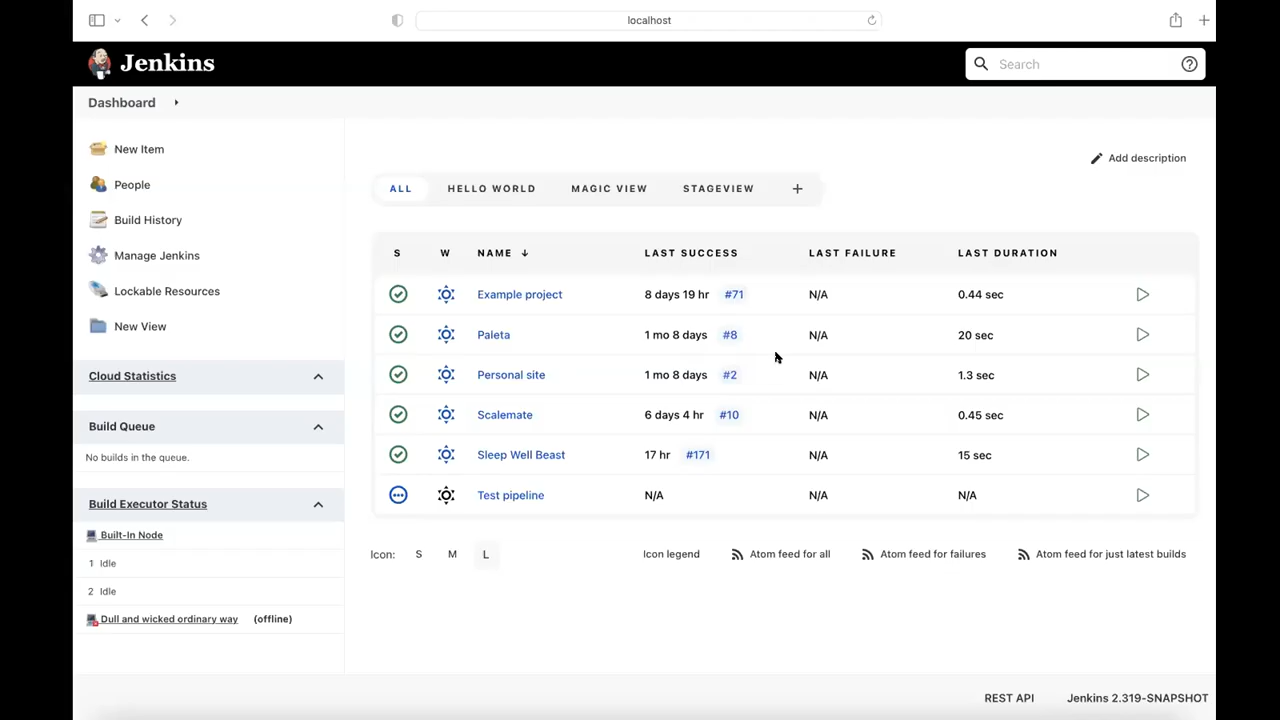 localhost
Jenkins
Search
Dashboard
New Item
People
Build History
Manage Jenkins
Lockable Resources
New View
Cloud Statistics
Build Queue
No builds in the queue.
Build Executor Status
Built-In Node
1 Idle
2 Idle
Dull and wicked ordinary way (offline)
Add description
ALL HELLO WORLD MAGIC VIEW STAGEVIEW +
S W NAME ↓ LAST SUCCESS LAST FAILURE LAST DURATION
Example project 8 days 19 hr #71 N/A 0.44 sec
Paleta 1 mo 8 days #8 N/A 20 sec
Personal site 1 mo 8 days #2 N/A 1.3 sec
Scalemate 6 days 4 hr #10 N/A 0.45 sec
Sleep Well Beast 17 hr #171 N/A 15 sec
Test pipeline N/A N/A N/A
Icon: S M L Icon legend Atom feed for all Atom feed for failures Atom feed for just latest builds
REST API Jenkins 2.319-SNAPSHOT